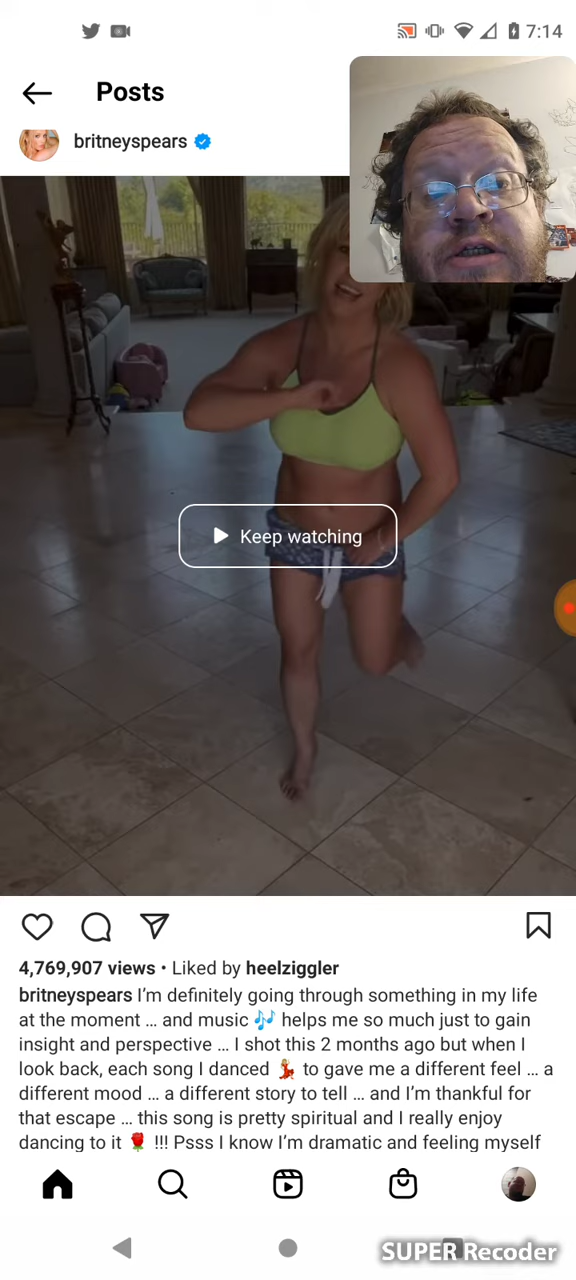 7:14
Posts
britneyspears
Keep watching
4,769,907 views • Liked by heelziggler
britneyspears I'm definitely going through something in my life
at the moment … and music 🎶 helps me so much just to gain
insight and perspective … I shot this 2 months ago but when I
look back, each song I danced 💃 to gave me a different feel … a
different mood … a different story to tell … and I'm thankful for
that escape … this song is pretty spiritual and I really enjoy
dancing to it 🌹 !!! Psss I know I'm dramatic and feeling myself
SUPER Recoder